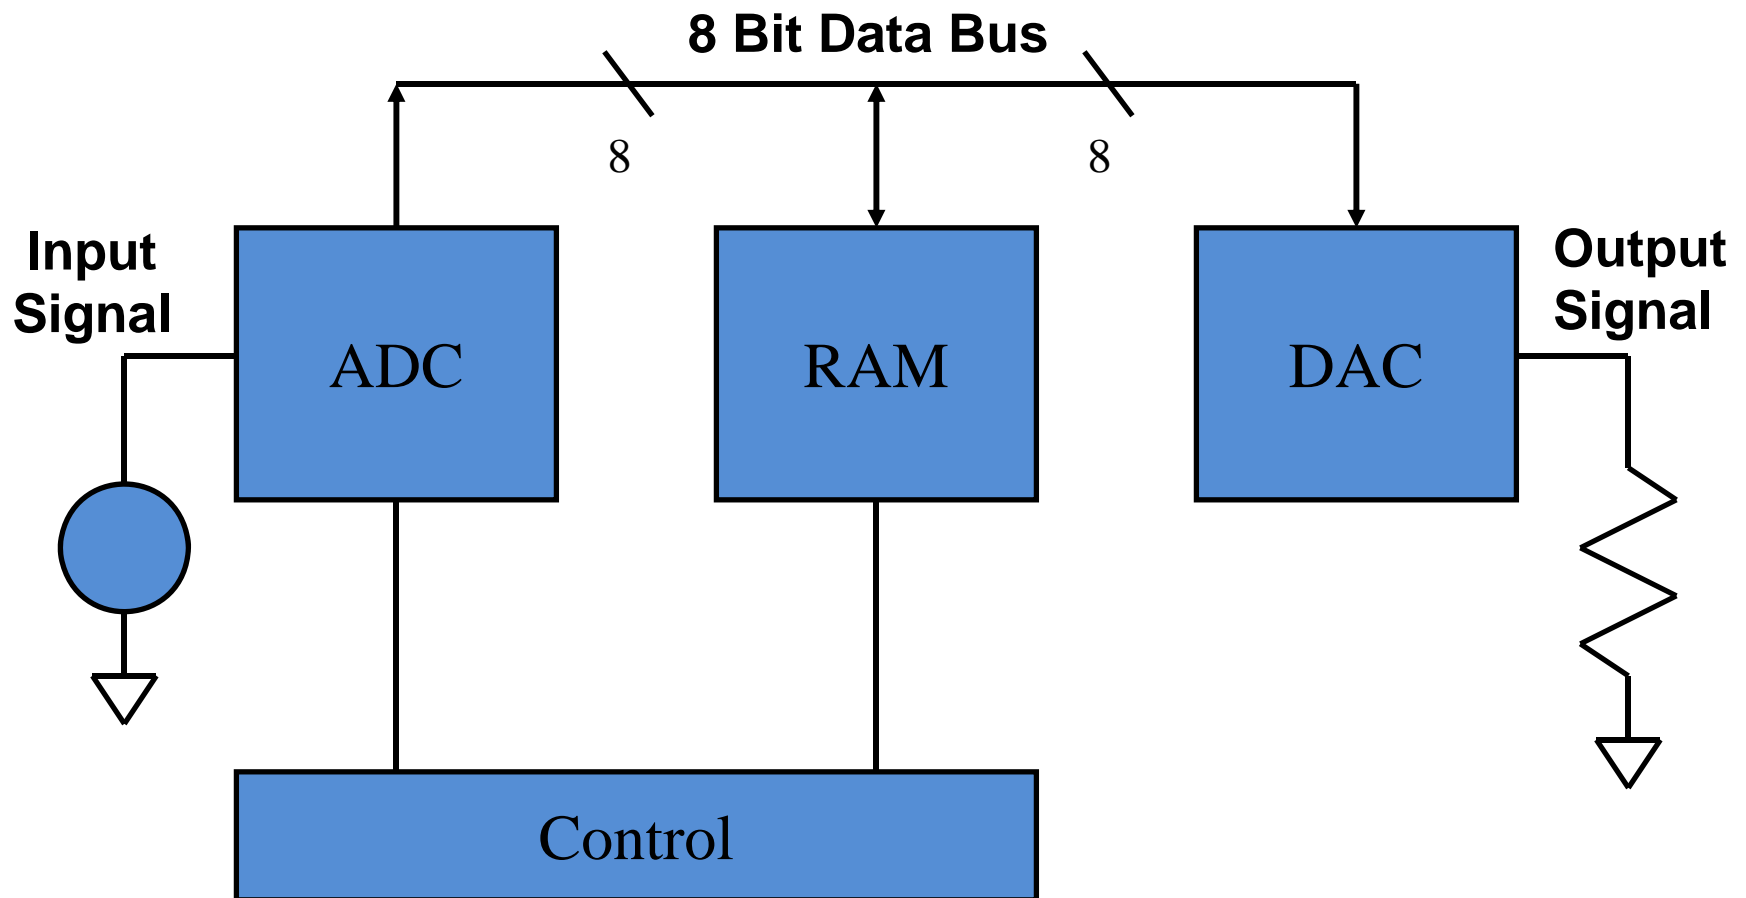 8 Bit Data Bus
8
8
Input
Signal
ADC
RAM
DAC
Output
Signal
Control